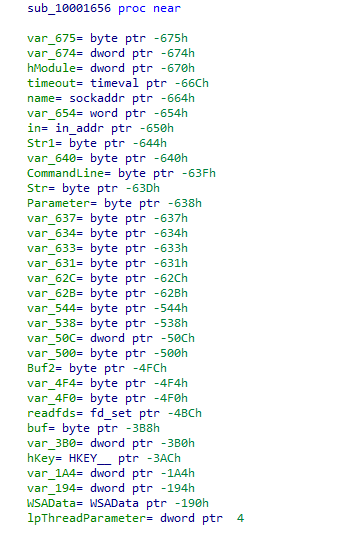 sub_10001656 proc near
var_675= byte ptr -675h
var_674= dword ptr -674h
hModule= dword ptr -670h
timeout= timeval ptr -66Ch
name= sockaddr ptr -664h
var_654= word ptr -654h
in= in_addr ptr -650h
Str1= byte ptr -644h
var_640= byte ptr -640h
CommandLine= byte ptr -63Fh
Str= byte ptr -63Dh
Parameter= byte ptr -638h
var_637= byte ptr -637h
var_634= byte ptr -634h
var_633= byte ptr -633h
var_631= byte ptr -631h
var_62C= byte ptr -62Ch
var_62B= byte ptr -62Bh
var_544= byte ptr -544h
var_538= byte ptr -538h
var_50C= dword ptr -50Ch
var_500= byte ptr -500h
Buf2= byte ptr -4FCh
var_4F4= byte ptr -4F4h
var_4F0= byte ptr -4F0h
readfds= fd_set ptr -4BCh
buf= byte ptr -3B8h
var_3B0= dword ptr -3B0h
hKey= HKEY__ ptr -3ACh
var_1A4= dword ptr -1A4h
var_194= dword ptr -194h
WSAData= WSAData ptr -190h
lpThreadParameter= dword ptr  4